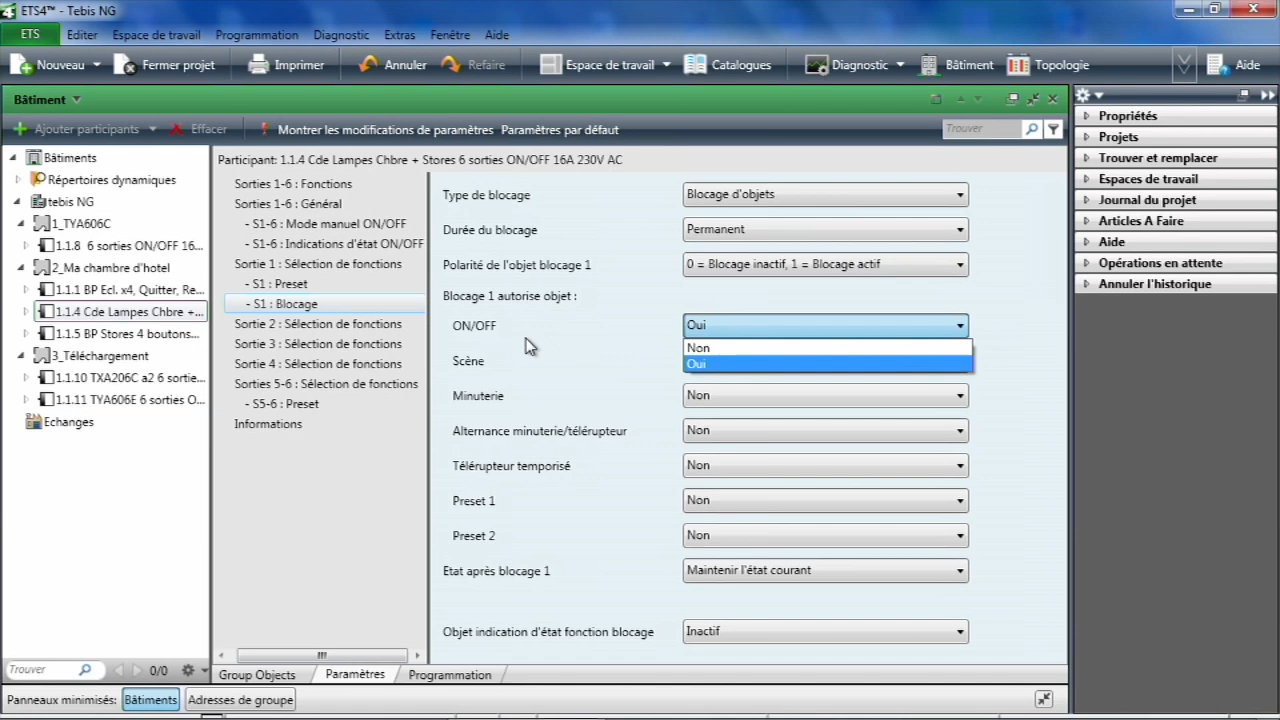 ETS4™ - Tebis NG
ETS Editer Espace de travail Programmation Diagnostic Extras Fenêtre Aide
Nouveau Fermer projet Imprimer Annuler Refaire Espace de travail Catalogues Diagnostic Bâtiment Topologie Aide
Bâtiment
Ajouter participants Effacer Montrer les modifications de paramètres Paramètres par défaut Trouver
Bâtiments
Répertoires dynamiques
tebis NG
1_TYA606C
1.1.8 6 sorties ON/OFF 16...
2_Ma chambre d'hotel
1.1.1 BP Ecl. x4, Quitter, Re...
1.1.4 Cde Lampes Chbre +...
1.1.5 BP Stores 4 boutons...
3_Téléchargement
1.1.10 TXA206C a2 6 sortie...
1.1.11 TYA606E 6 sorties O...
Echanges
Trouver 0/0
Participant: 1.1.4 Cde Lampes Chbre + Stores 6 sorties ON/OFF 16A 230V AC
Sorties 1-6 : Fonctions
Sorties 1-6 : Général
- S1-6 : Mode manuel ON/OFF
- S1-6 : Indications d'état ON/OFF
Sortie 1 : Sélection de fonctions
- S1 : Preset
- S1 : Blocage
Sortie 2 : Sélection de fonctions
Sortie 3 : Sélection de fonctions
Sortie 4 : Sélection de fonctions
Sorties 5-6 : Sélection de fonctions
- S5-6 : Preset
Informations
Type de blocage Blocage d'objets
Durée du blocage Permanent
Polarité de l'objet blocage 1 0 = Blocage inactif, 1 = Blocage actif
Blocage 1 autorise objet :
ON/OFF Oui
Non
Scène Oui
Minuterie Non
Alternance minuterie/télérupteur Non
Télérupteur temporisé Non
Preset 1 Non
Preset 2 Non
Etat après blocage 1 Maintenir l'état courant
Objet indication d'état fonction blocage Inactif
Group Objects Paramètres Programmation
Propriétés
Projets
Trouver et remplacer
Espaces de travail
Journal du projet
Articles A Faire
Aide
Opérations en attente
Annuler l'historique
Panneaux minimisés: Bâtiments Adresses de groupe